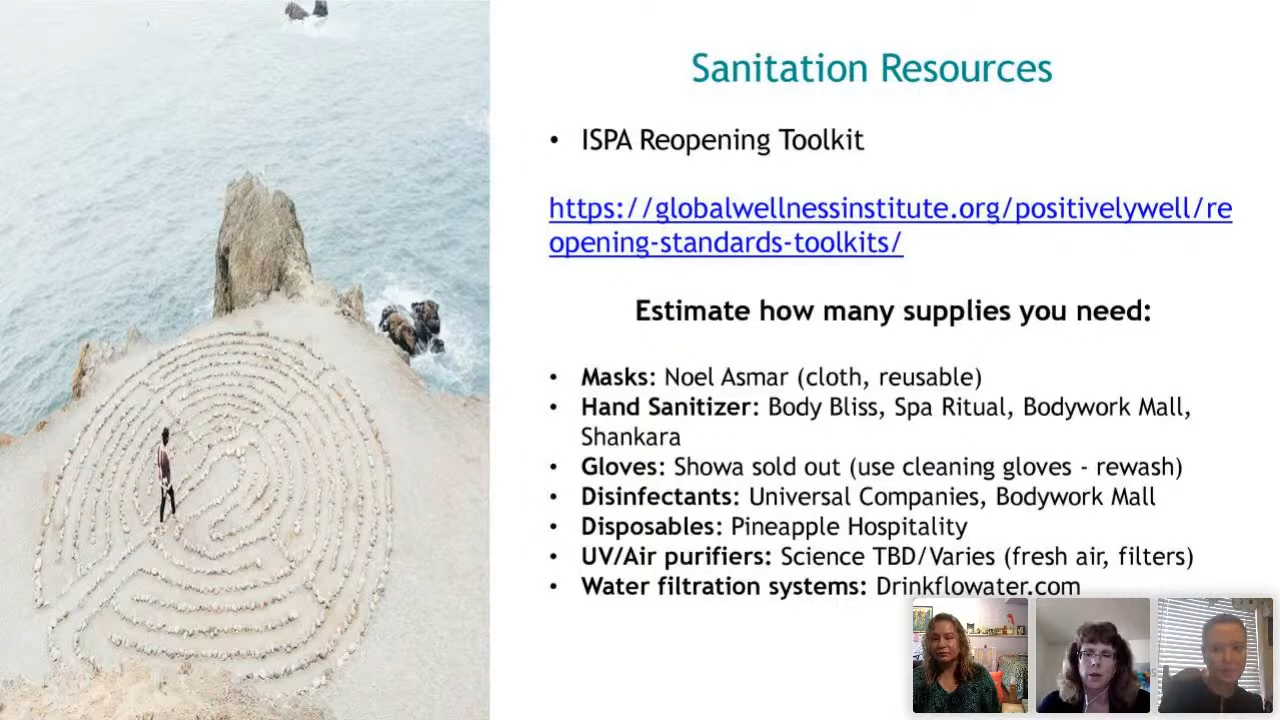 Sanitation Resources
• ISPA Reopening Toolkit
https://globalwellnessinstitute.org/positivelywell/re
opening-standards-toolkits/
Estimate how many supplies you need:
• Masks: Noel Asmar (cloth, reusable)
• Hand Sanitizer: Body Bliss, Spa Ritual, Bodywork Mall,
Shankara
• Gloves: Showa sold out (use cleaning gloves - rewash)
• Disinfectants: Universal Companies, Bodywork Mall
• Disposables: Pineapple Hospitality
• UV/Air purifiers: Science TBD/Varies (fresh air, filters)
• Water filtration systems: Drinkflowater.com